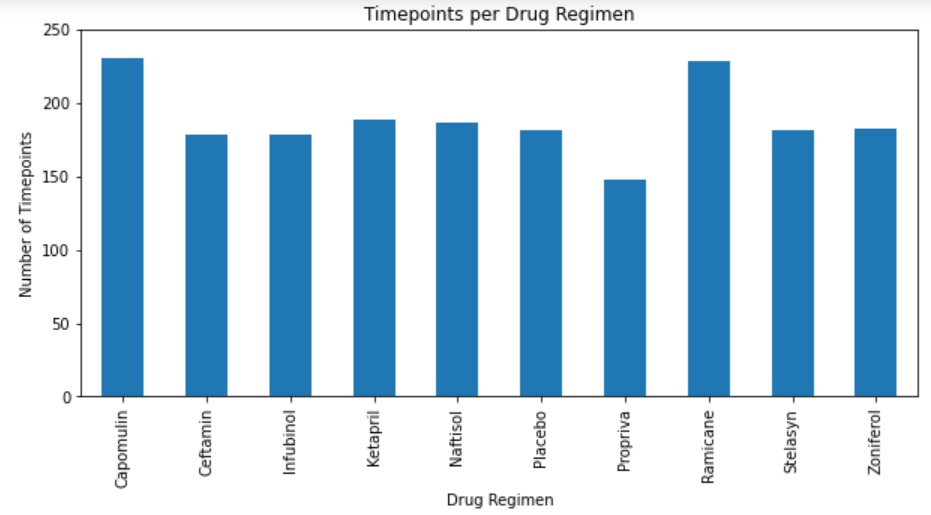 Timepoints per Drug Regimen
250
200
150
100
50
0
Number of Timepoints
Capomulin
Ceftamin
Infubinol
Ketapril
Naftisol
Placebo
Propriva
Ramicane
Stelasyn
Zoniferol
Drug Regimen